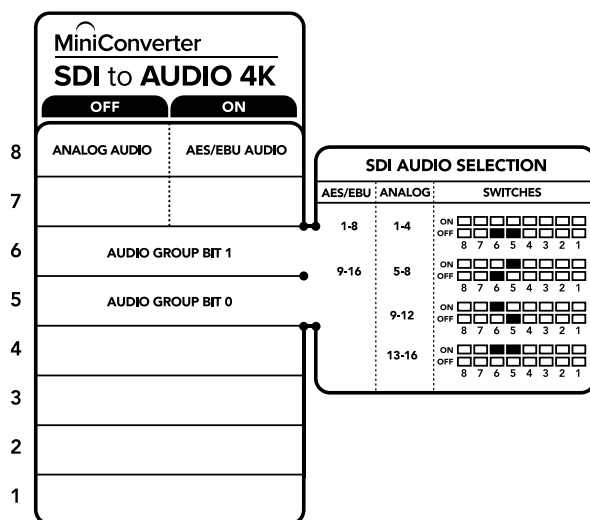 MiniConverter
SDI to AUDIO 4K
OFF ON
8 ANALOG AUDIO AES/EBU AUDIO
7
6 AUDIO GROUP BIT 1
5 AUDIO GROUP BIT 0
4
3
2
1
SDI AUDIO SELECTION
AES/EBU ANALOG SWITCHES
1-8 1-4 ON
OFF
8 7 6 5 4 3 2 1
9-16 5-8 ON
OFF
8 7 6 5 4 3 2 1
9-12 ON
OFF
8 7 6 5 4 3 2 1
13-16 ON
OFF
8 7 6 5 4 3 2 1